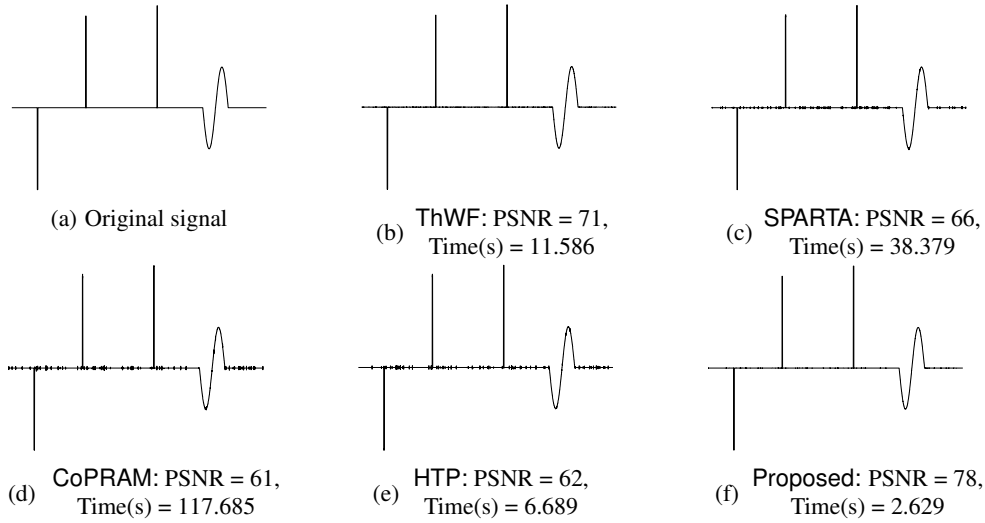 (a) Original signal
(b) ThWF: PSNR = 71,
Time(s) = 11.586
(c) SPARTA: PSNR = 66,
Time(s) = 38.379
(d) CoPRAM: PSNR = 61,
Time(s) = 117.685
(e) HTP: PSNR = 62,
Time(s) = 6.689
(f) Proposed: PSNR = 78,
Time(s) = 2.629